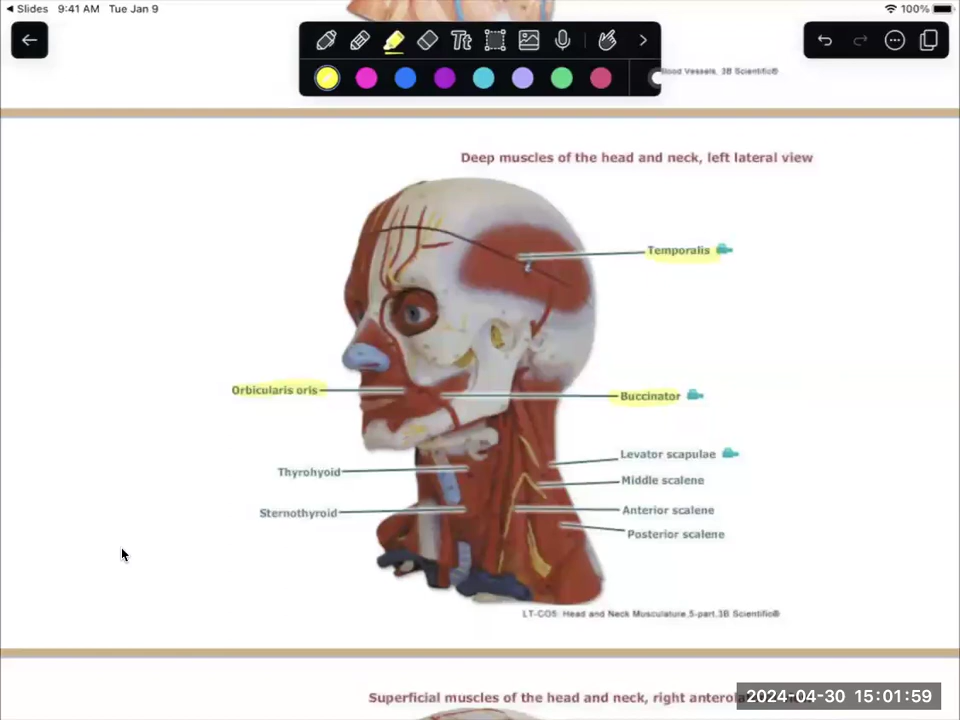 Slides 9:41 AM Tue Jan 9 100%
Tt
Blood Vessels, 3B Scientific®
Deep muscles of the head and neck, left lateral view
Temporalis
Orbicularis oris
Buccinator
Levator scapulae
Thyrohyoid
Middle scalene
Sternothyroid
Anterior scalene
Posterior scalene
LT-C05: Head and Neck Musculature,5-part,3B Scientific®
Superficial muscles of the head and neck, right
2024-04-30 15:01:59